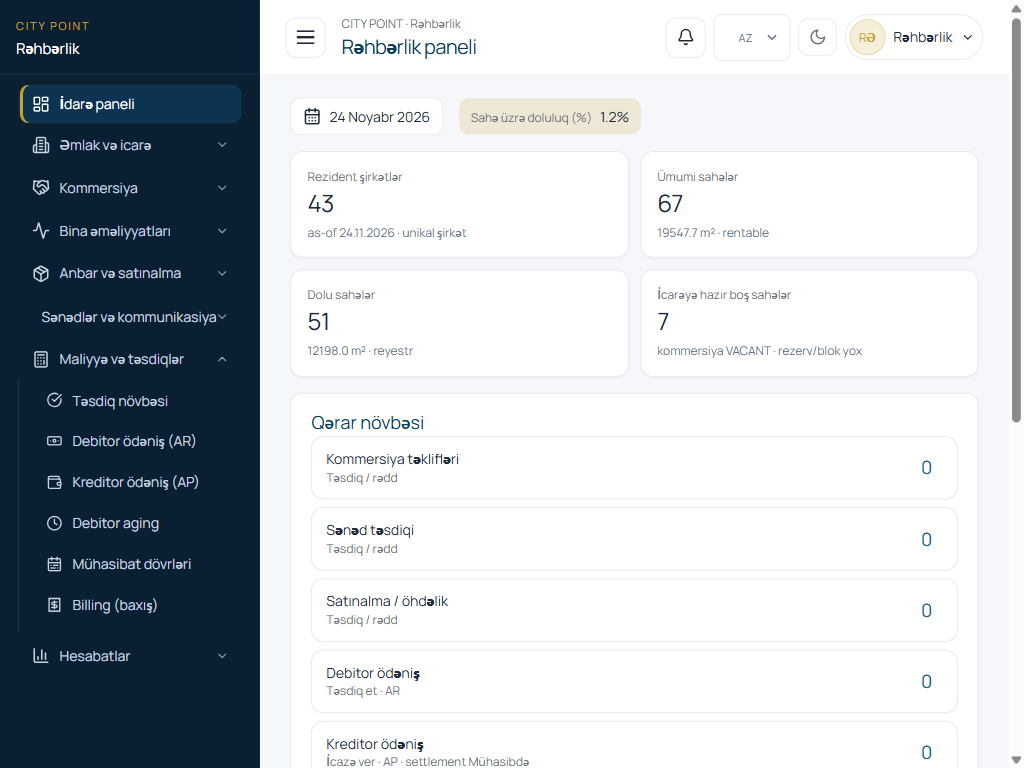 CITY POINT
Rəhbərlik
İdarə paneli
Əmlak və icarə
Kommersiya
Bina əməliyyatları
Anbar və satınalma
Sənədlər və kommunikasiya
Maliyyə və təsdiqlər
Təsdiq növbəsi
Debitor ödəniş (AR)
Kreditor ödəniş (AP)
Debitor aging
Mühasibat dövrləri
Billing (baxış)
Hesabatlar
CITY POINT · Rəhbərlik
Rəhbərlik paneli
AZ
RƏ
Rəhbərlik
24 Noyabr 2026
Sahə üzrə doluluq (%) 1.2%
Rezident şirkətlər
43
as-of 24.11.2026 · unikal şirkət
Ümumi sahələr
67
19547.7 m² · rentable
Dolu sahələr
51
12198.0 m² · reyestr
İcarəyə hazır boş sahələr
7
kommersiya VACANT · rezerv/blok yox
Qərar növbəsi
Kommersiya təklifləri
Təsdiq / rədd
0
Sənəd təsdiqi
Təsdiq / rədd
0
Satınalma / öhdəlik
Təsdiq / rədd
0
Debitor ödəniş
Təsdiq et · AR
0
Kreditor ödəniş
İcazə ver · AP · settlement Mühasibdə
0